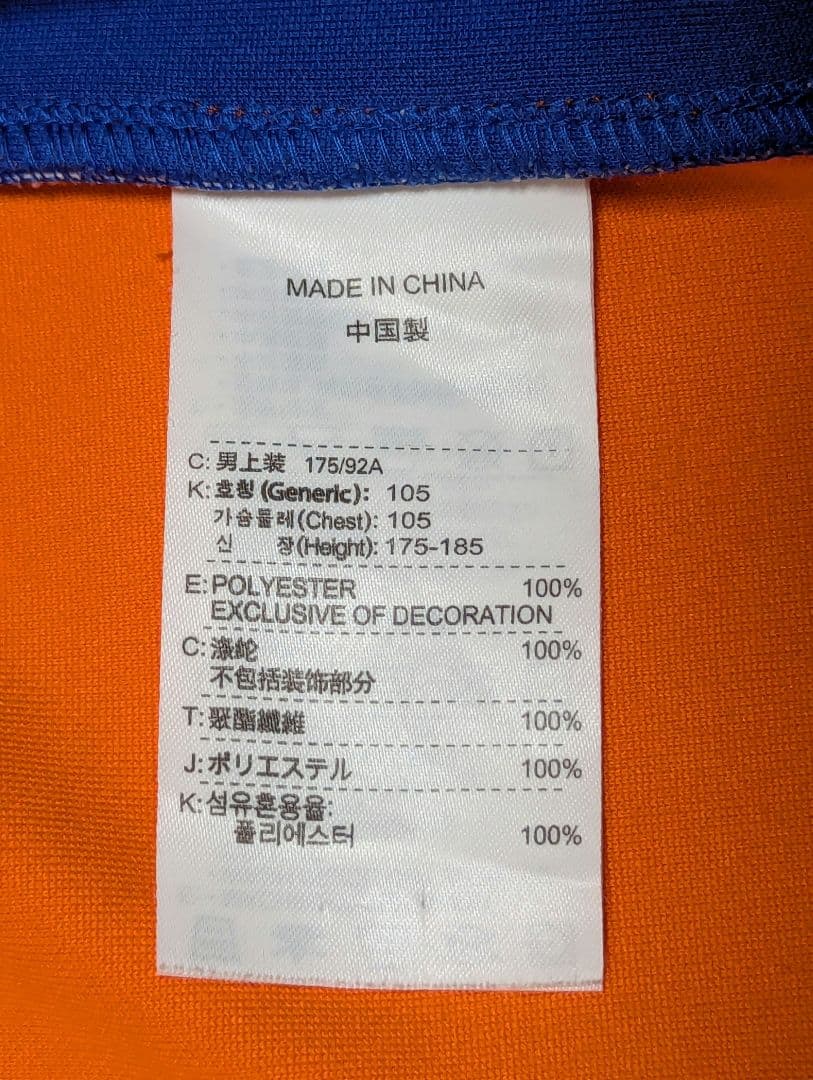 MADE IN CHINA
中国製
C: 男上装 175/92A
K: 호칭 (Generic): 105
가슴둘레(Chest): 105
신 장(Height): 175-185
E: POLYESTER 100%
EXCLUSIVE OF DECORATION
C: 涤纶 100%
不包括装饰部分
T: 聚酯纖維 100%
J: ポリエステル 100%
K: 섬유혼용율:
폴리에스터 100%